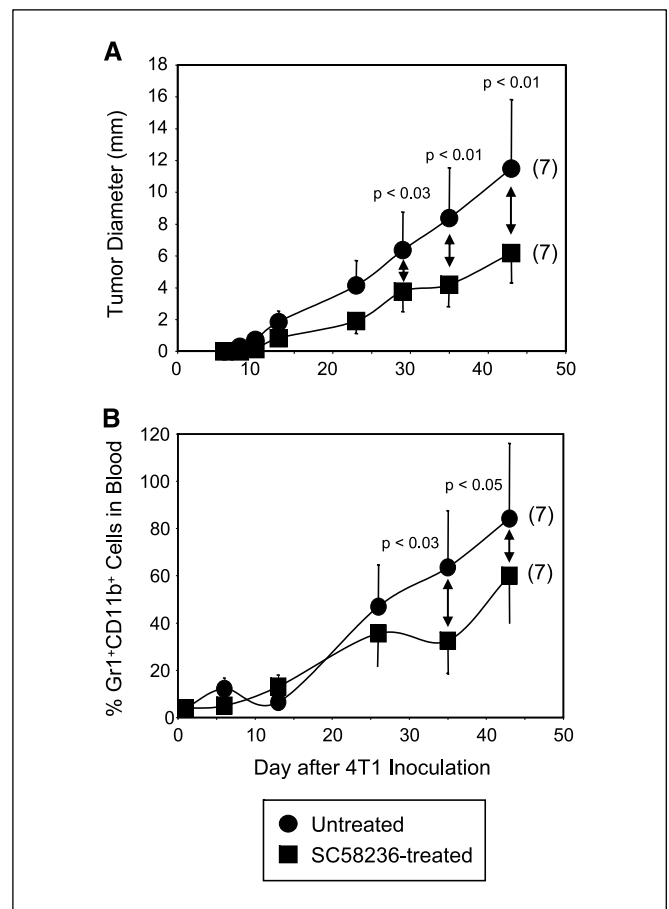 A
18
16
14
12
10
8
6
4
2
0
Tumor Diameter (mm)
p < 0.03
p < 0.01
p < 0.01
(7)
(7)
0 10 20 30 40 50
B
120
100
80
60
40
20
0
% Gr1⁺CD11b⁺ Cells in Blood
p < 0.03
p < 0.05
(7)
(7)
0 10 20 30 40 50
Day after 4T1 Inoculation
Untreated
SC58236-treated